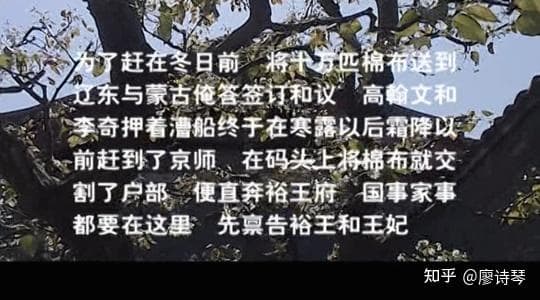 为了赶在冬日前　将十万匹棉布送到
辽东与蒙古俺答签订和议　高翰文和
李奇押着漕船终于在寒露以后霜降以
前赶到了京师　在码头上将棉布就交
割了户部　便直奔裕王府　国事家事
都要在这里　先禀告裕王和王妃
知乎 @廖诗琴